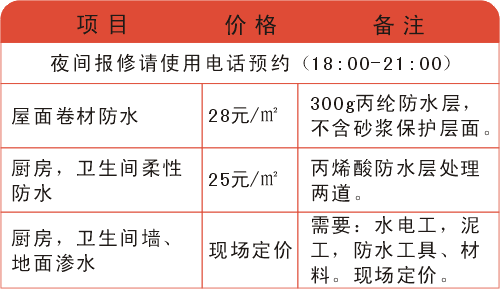 项目 价格 备注
夜间报修请使用电话预约（18:00-21:00）
屋面卷材防水 28元/㎡ 300g丙纶防水层，
不含砂浆保护层面。
厨房，卫生间柔性
防水 25元/㎡ 丙烯酸防水层处理
两道。
厨房，卫生间墙、
地面渗水 现场定价 需要：水电工，泥
工，防水工具、材
料。现场定价。